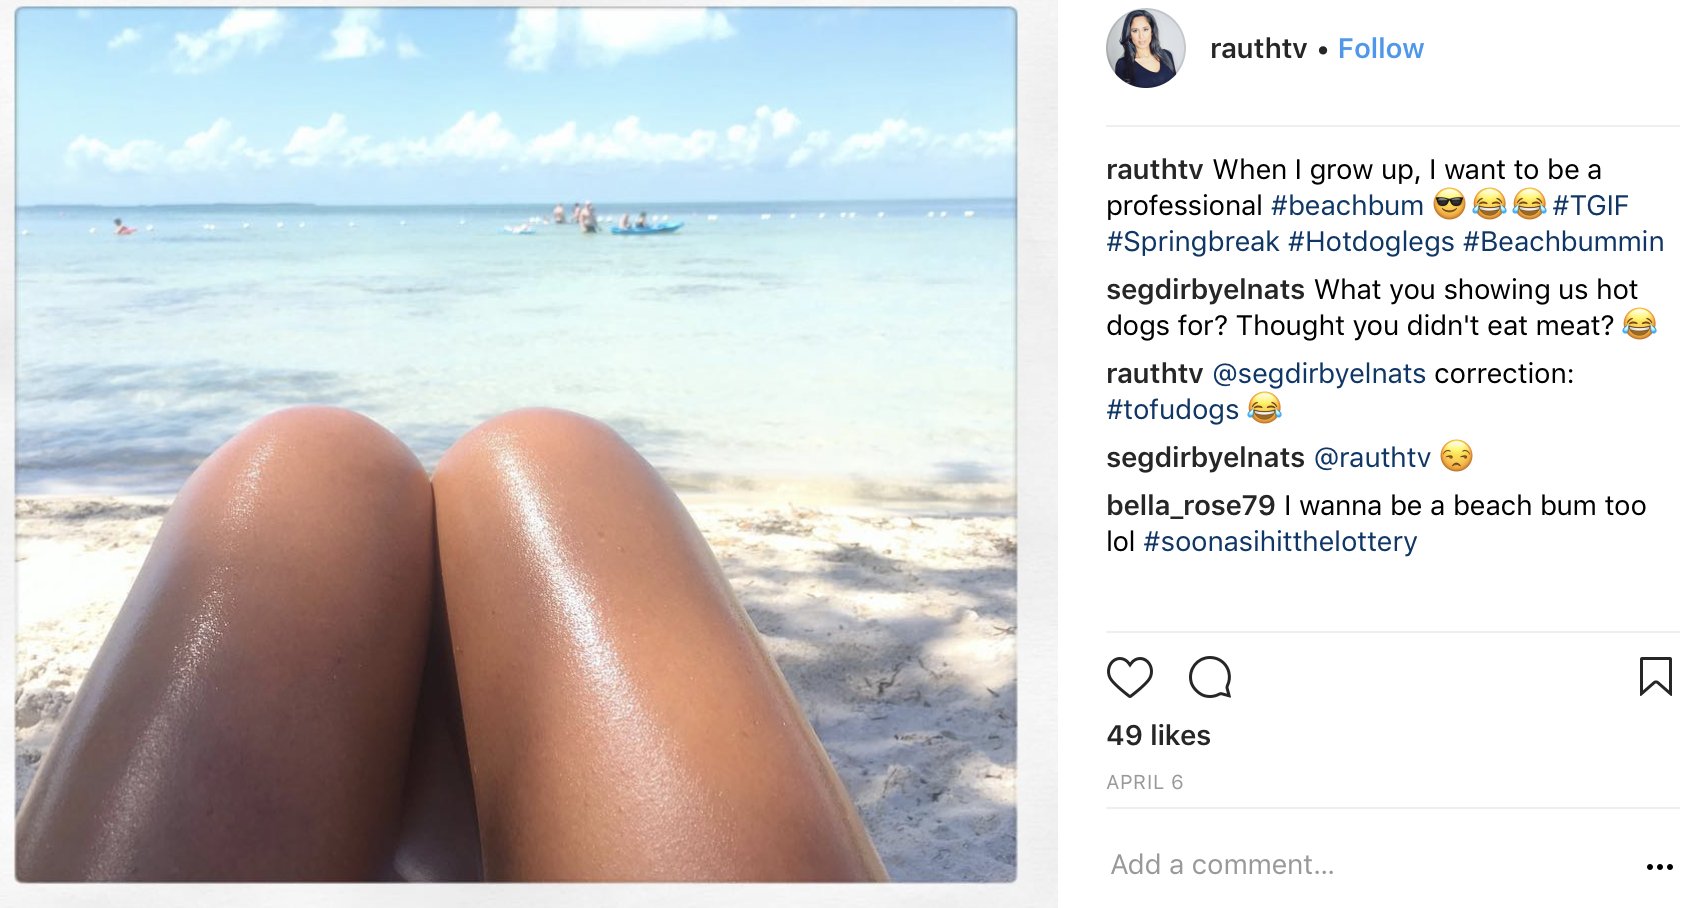 rauthtv • Follow
rauthtv When I grow up, I want to be a
professional #beachbum 😎😂😂 #TGIF
#Springbreak #Hotdoglegs #Beachbummin
segdirbyelnats What you showing us hot
dogs for? Thought you didn't eat meat? 😂
rauthtv @segdirbyelnats correction:
#tofudogs 😂
segdirbyelnats @rauthtv 😒
bella_rose79 I wanna be a beach bum too
lol #soonasihitthelottery
49 likes
APRIL 6
Add a comment...